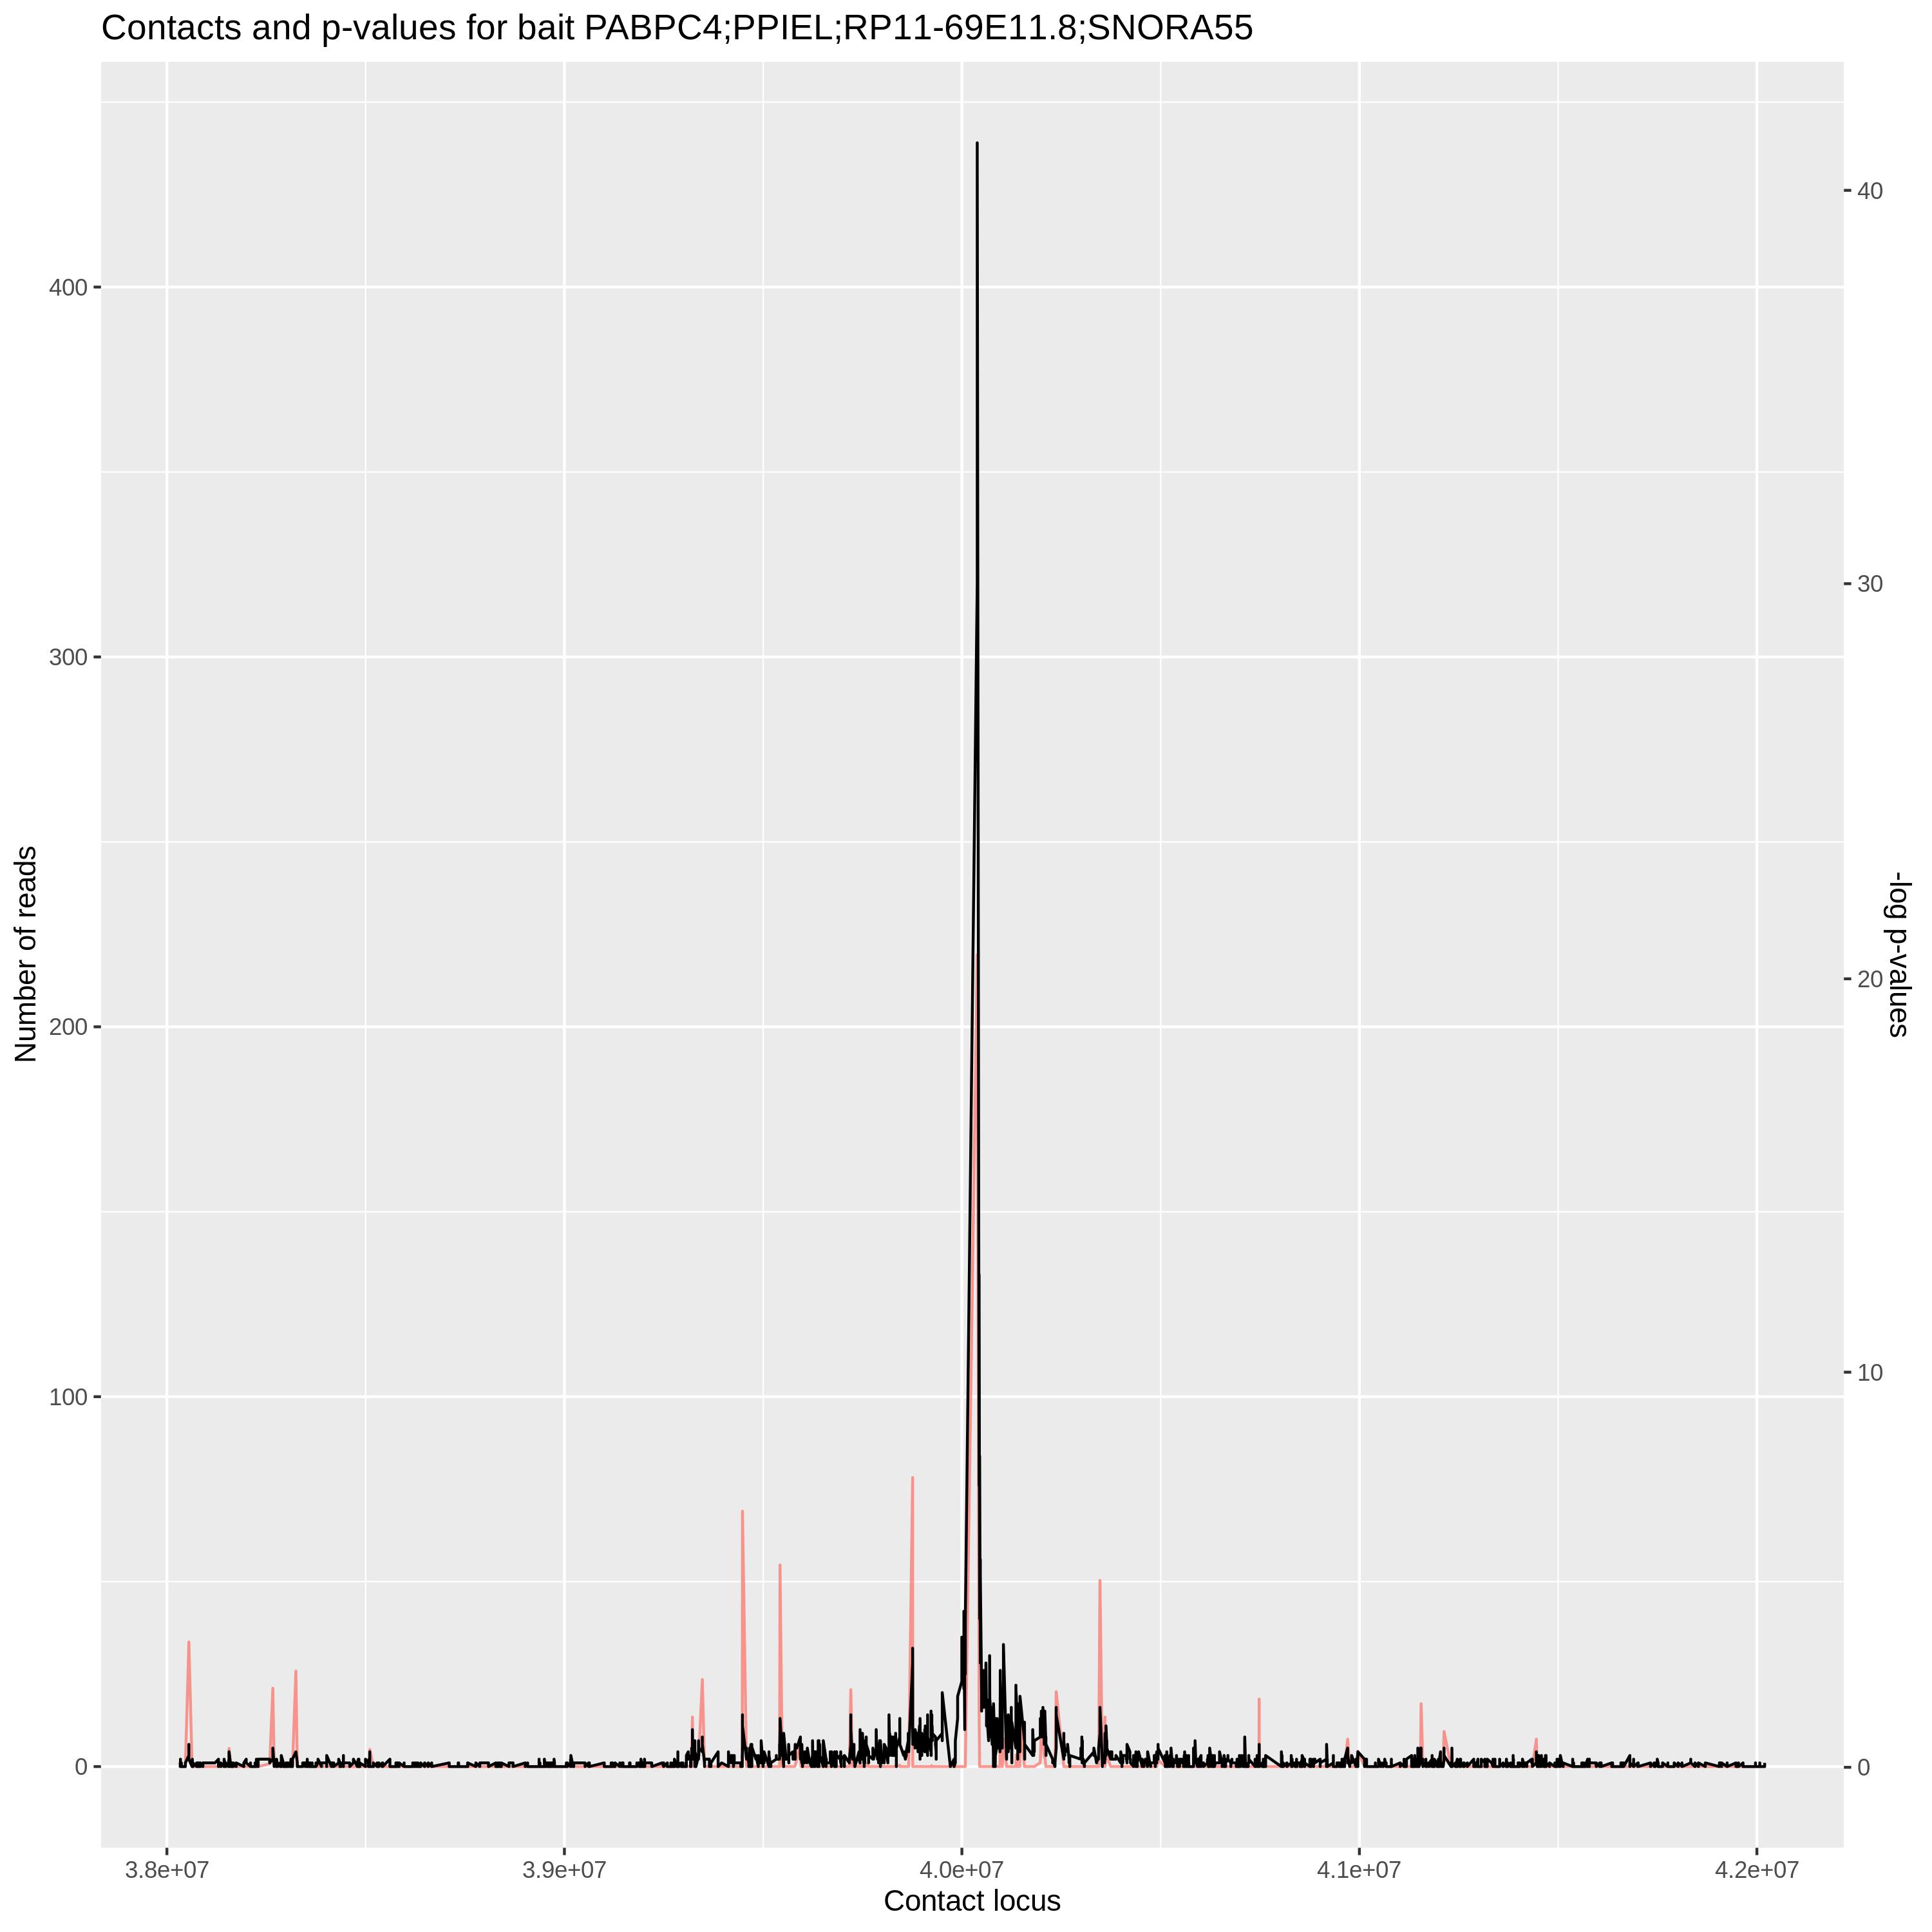 Contacts and p-values for bait PABPC4;PPIEL;RP11-69E11.8;SNORA55
400
300
200
100
0
Number of reads
40
30
20
10
0
-log p-values
3.8e+07
3.9e+07
4.0e+07
4.1e+07
4.2e+07
Contact locus